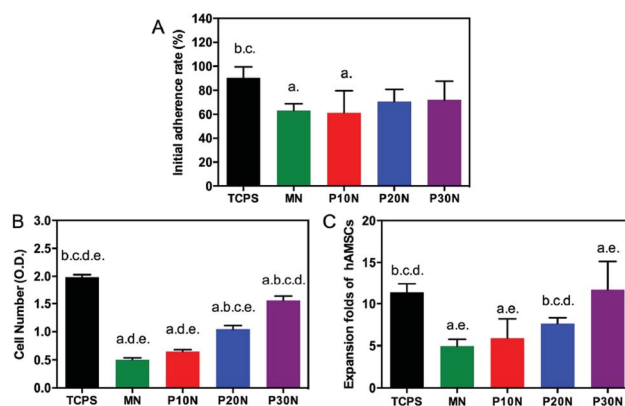 A
Initial adherence rate (%)
120
100
80
60
40
20
0
b.c.
a.
a.
TCPS MN P10N P20N P30N
B
Cell Number (O.D.)
3.0
2.5
2.0
1.5
1.0
0.5
0.0
b.c.d.e.
a.d.e.
a.d.e.
a.b.c.e.
a.b.c.d.
TCPS MN P10N P20N P30N
C
Expansion folds of hAMSCs
20
15
10
5
0
b.c.d.
a.e.
a.e.
b.c.d.
a.e.
TCPS MN P10N P20N P30N